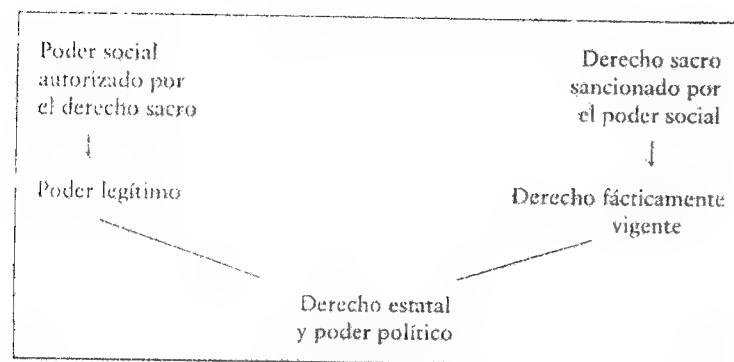 Poder social
autorizado por
el derecho sacro
Poder legítimo
Derecho sacro
sancionado por
el poder social
Derecho fácticamente
vigente
Derecho estatal
y poder político